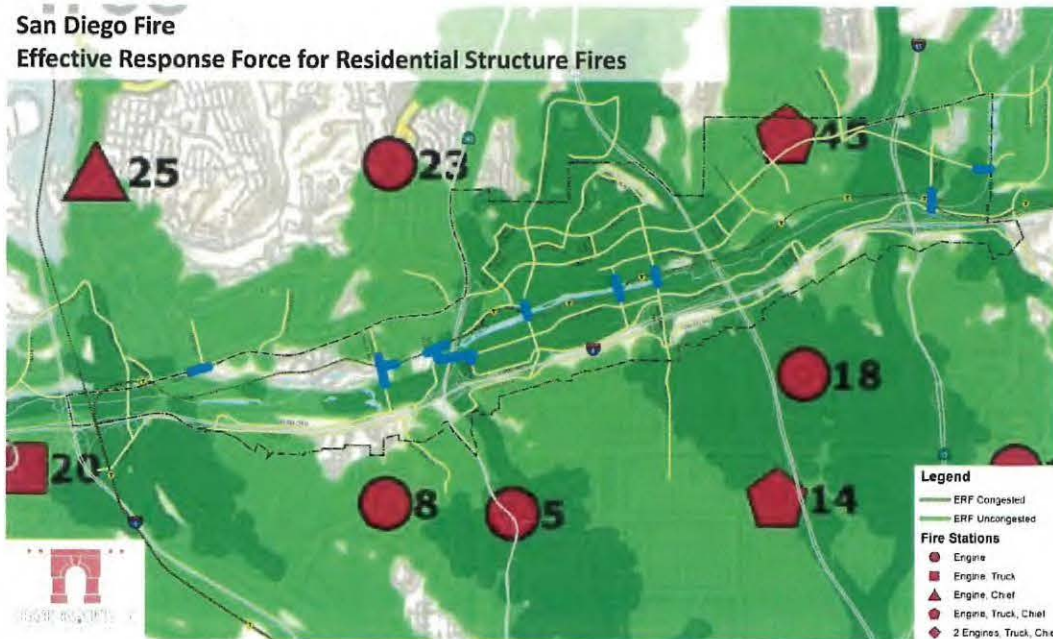 San Diego Fire
Effective Response Force for Residential Structure Fires
25
23
45
18
20
8
5
14
Legend
ERF Congested
ERF Uncongested
Fire Stations
Engine
Engine, Truck
Engine, Chief
Engine, Truck, Chief
2 Engines, Truck, Chie